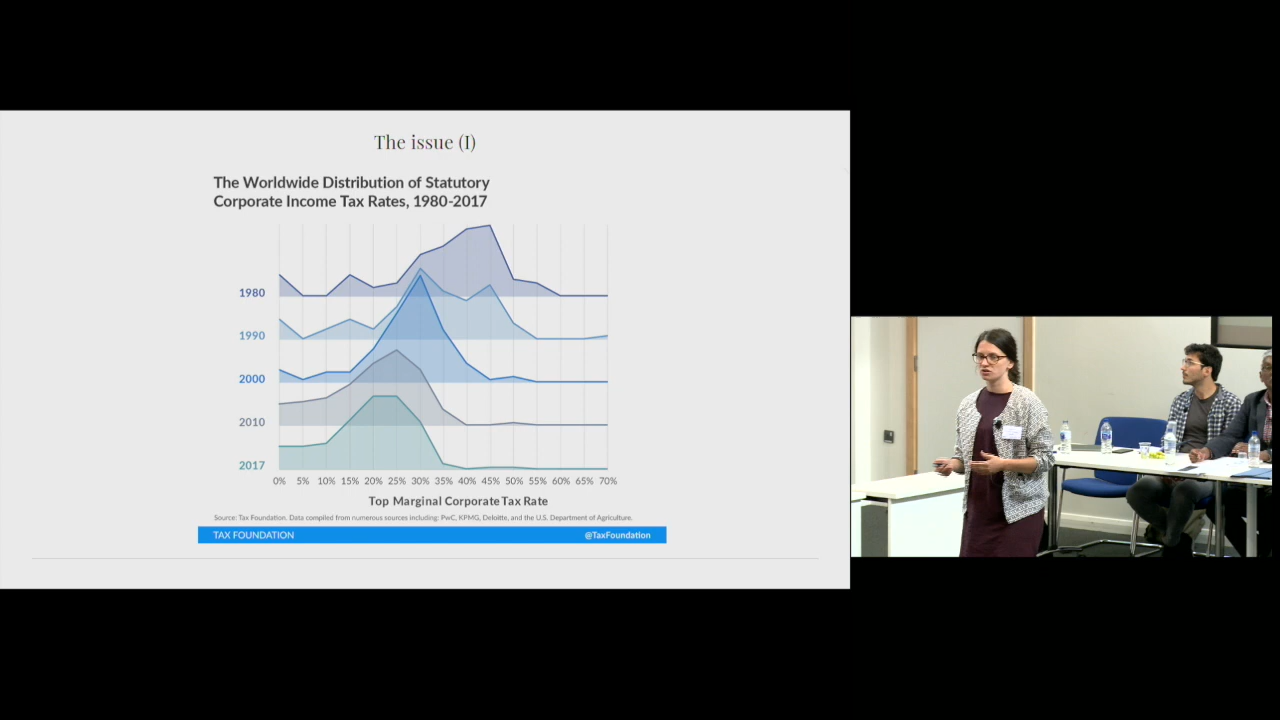 The issue (I)
The Worldwide Distribution of Statutory
Corporate Income Tax Rates, 1980-2017
1980
1990
2000
2010
2017
0% 5% 10% 15% 20% 25% 30% 35% 40% 45% 50% 55% 60% 65% 70%
Top Marginal Corporate Tax Rate
Source: Tax Foundation. Data compiled from numerous sources including: PwC, KPMG, Deloitte, and the U.S. Department of Agriculture.
TAX FOUNDATION @TaxFoundation